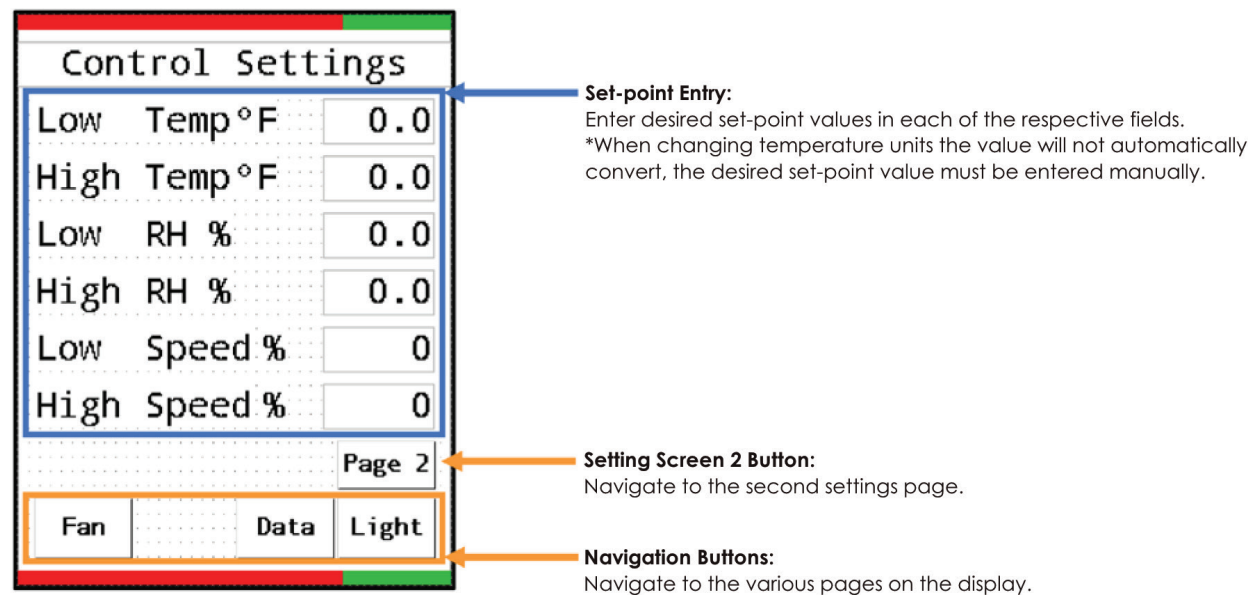 Control Settings
Low Temp°F 0.0
High Temp°F 0.0
Low RH % 0.0
High RH % 0.0
Low Speed % 0
High Speed % 0
Page 2
Fan Data Light
Set-point Entry:
Enter desired set-point values in each of the respective fields.
*When changing temperature units the value will not automatically
convert, the desired set-point value must be entered manually.
Setting Screen 2 Button:
Navigate to the second settings page.
Navigation Buttons:
Navigate to the various pages on the display.